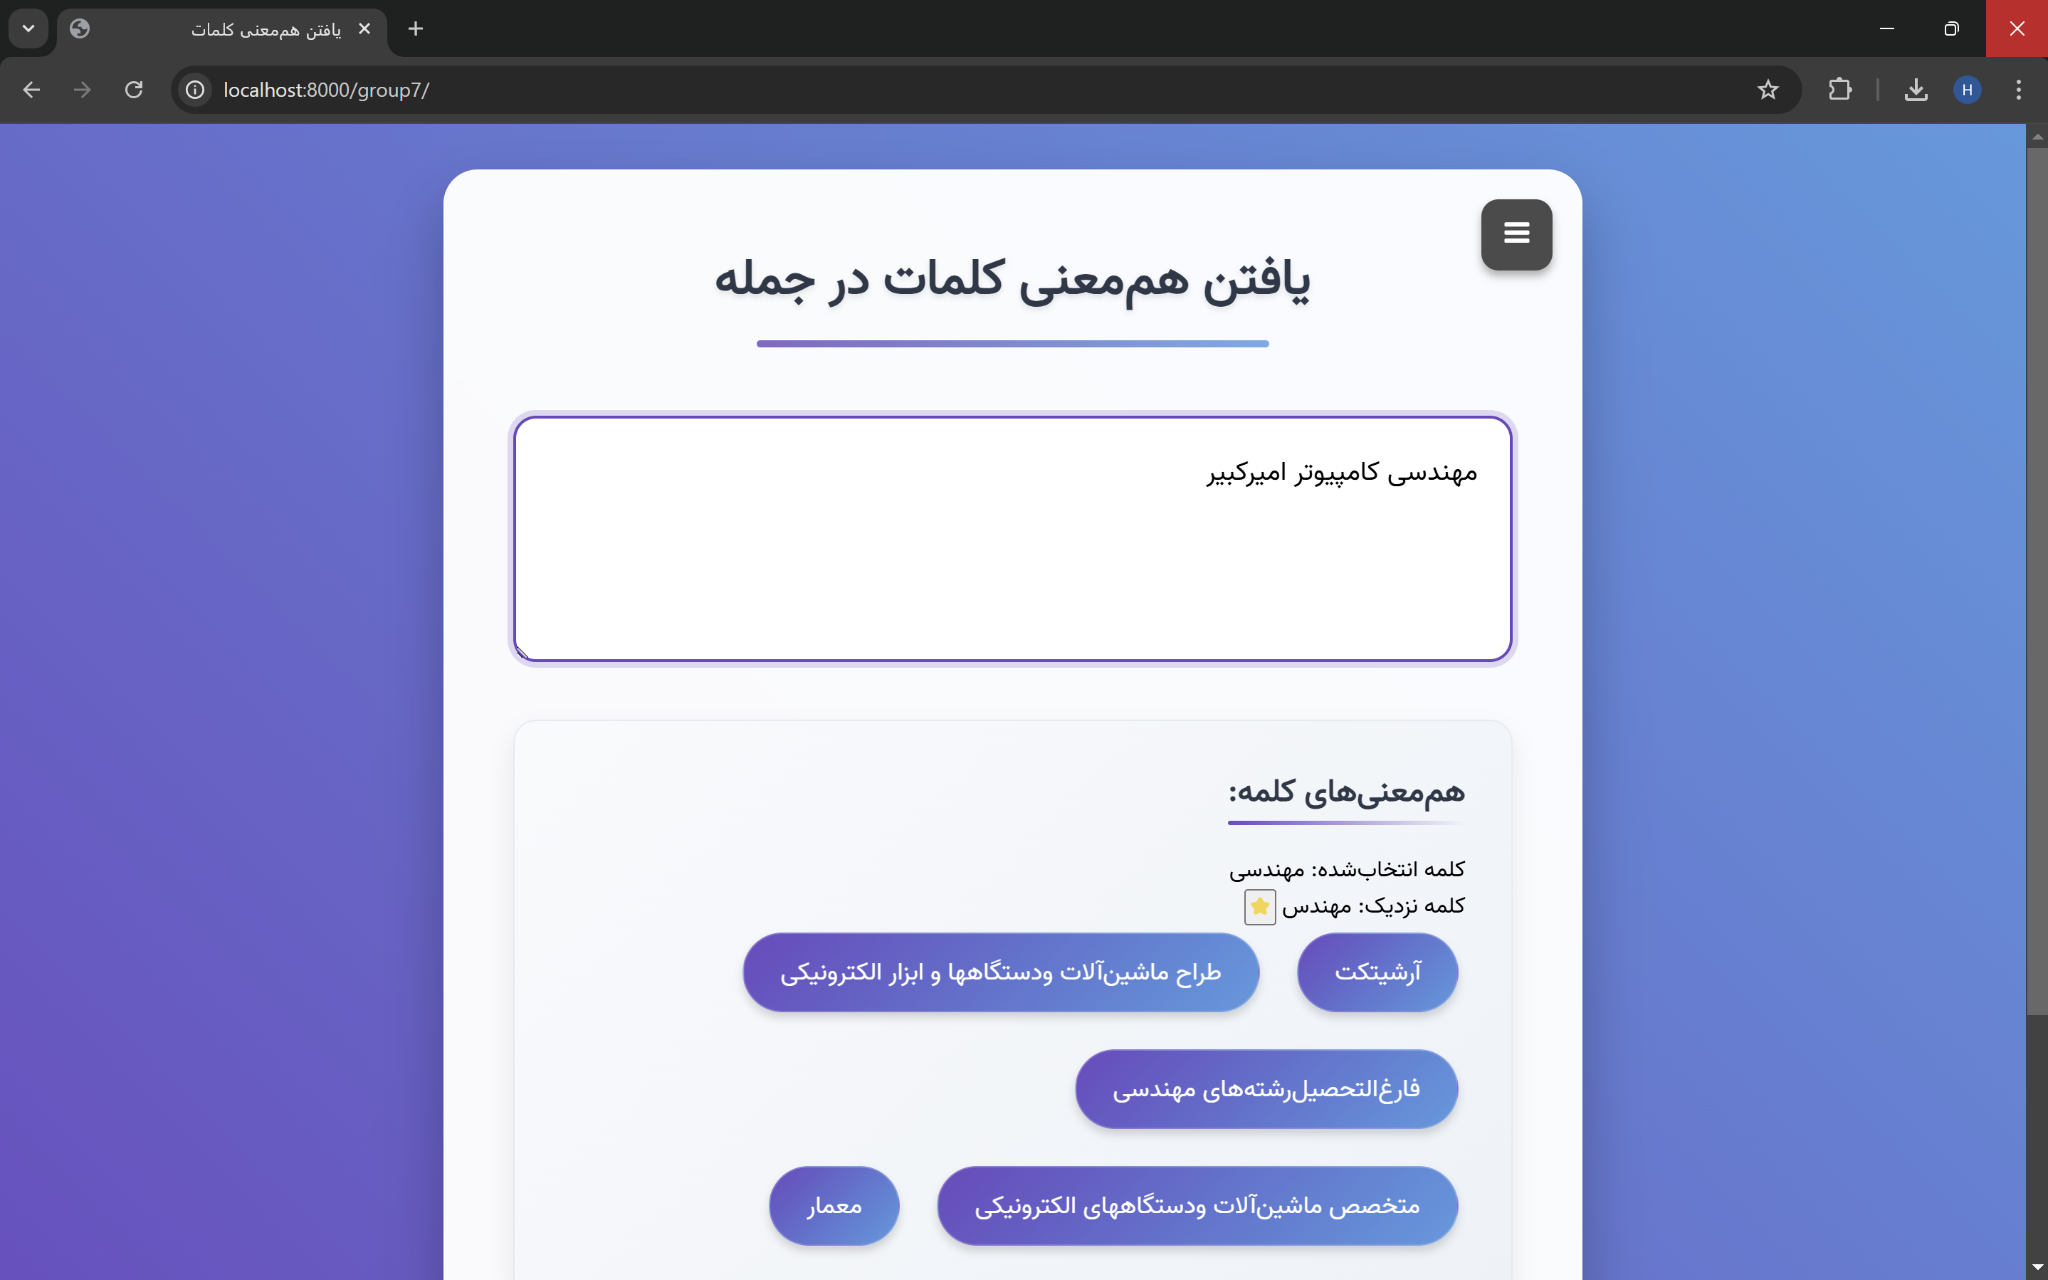 یافتن هم‌معنی کلمات
localhost:8000/group7/
H
یافتن هم‌معنی کلمات در جمله
مهندسی کامپیوتر امیرکبیر
هم‌معنی‌های کلمه:
کلمه انتخاب‌شده: مهندسی
کلمه نزدیک: مهندس
آرشیتکت
طراح ماشین‌آلات ودستگاهها و ابزار الکترونیکی
فارغ‌التحصیل‌رشته‌های مهندسی
متخصص ماشین‌آلات ودستگاههای الکترونیکی
معمار